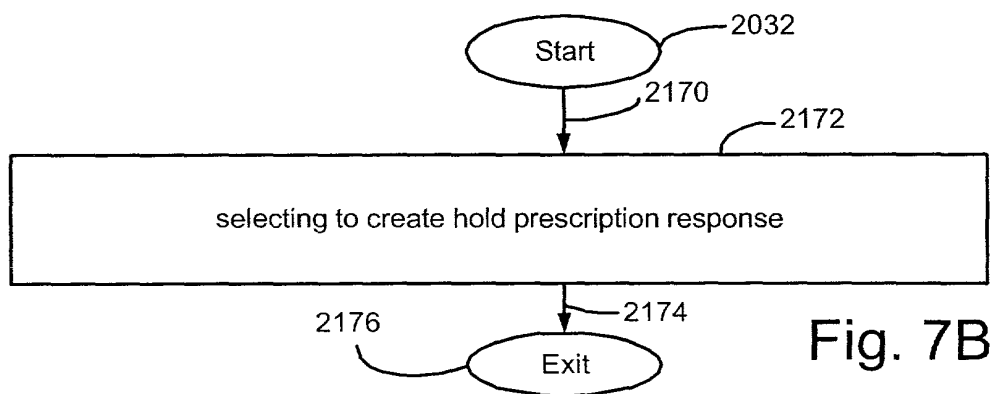 Start
2032
2170
2172
selecting to create hold prescription response
2174
2176
Exit
Fig. 7B